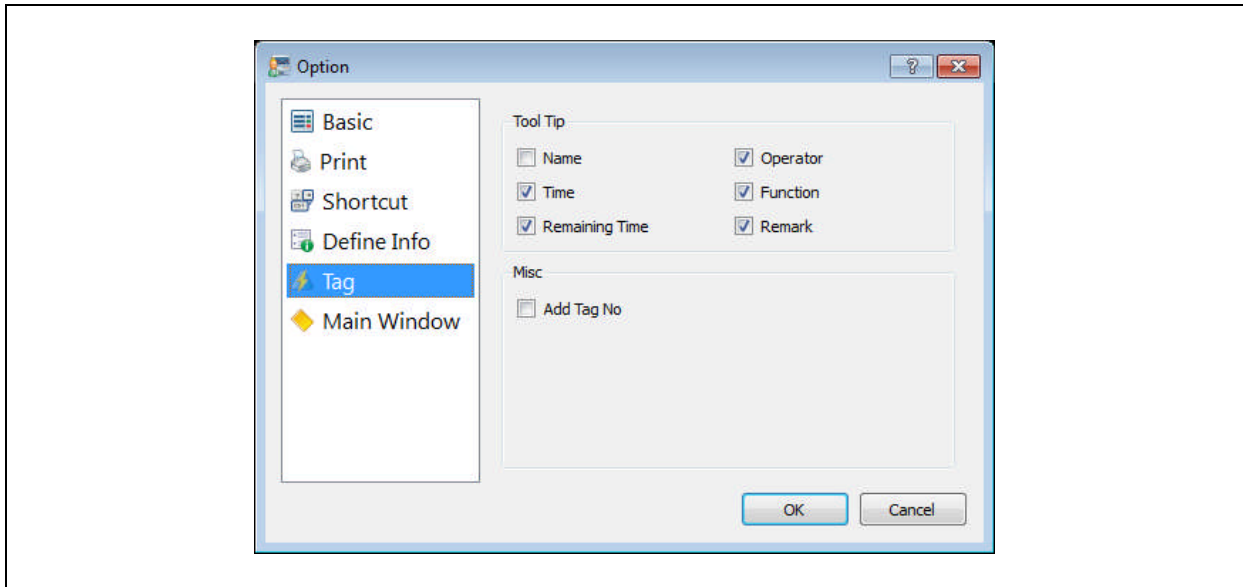 Option
Basic
Print
Shortcut
Define Info
Tag
Main Window
Tool Tip
Name
Operator
Time
Function
Remaining Time
Remark
Misc
Add Tag No
OK
Cancel